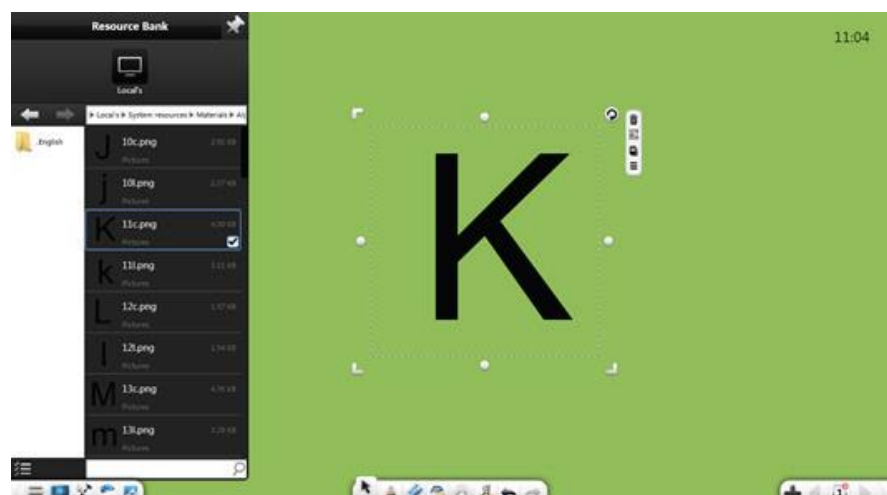 Resource Bank
11:04
Local's
Local's System resources Materials
.English
J 10c.png
Pictures
j 10l.png
Pictures
K 11c.png
Pictures
k 11l.png
Pictures
L 12c.png
Pictures
l 12l.png
Pictures
M 13c.png
Pictures
m 13l.png
Pictures
K
1